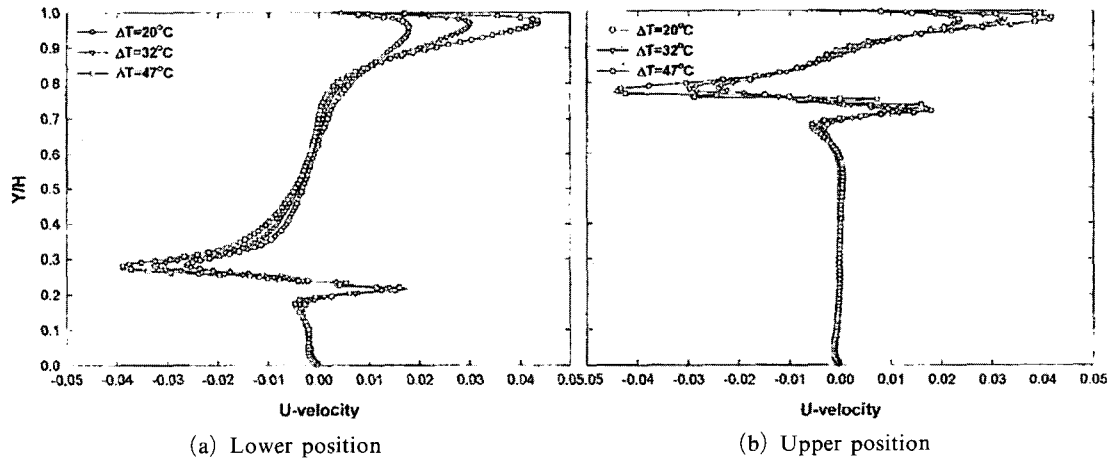 1.0
0.9
0.8
0.7
0.6
0.5
0.4
0.3
0.2
0.1
0.0
Y/H
ΔT=20°C
ΔT=32°C
ΔT=47°C
-0.05 -0.04 -0.03 -0.02 -0.01 0.00 0.01 0.02 0.03 0.04
U-velocity
(a) Lower position
ΔT=20°C
ΔT=32°C
ΔT=47°C
-0.04 -0.03 -0.02 -0.01 0.00 0.01 0.02 0.03 0.04 0.05
U-velocity
(b) Upper position